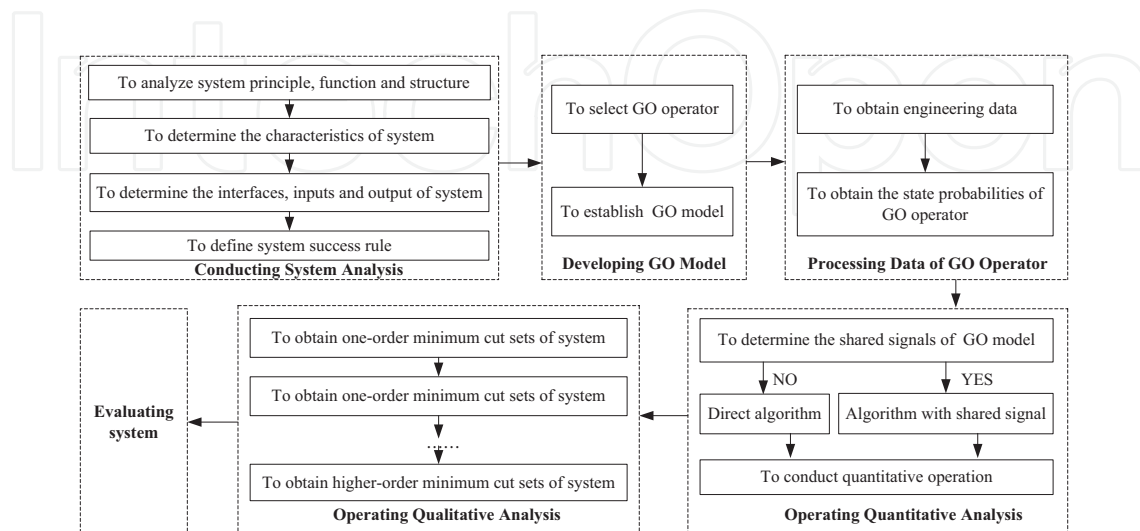 IntechOpen
To analyze system principle, function and structure
To determine the characteristics of system
To determine the interfaces, inputs and output of system
To define system success rule
Conducting System Analysis
To select GO operator
To establish GO model
Developing GO Model
To obtain engineering data
To obtain the state probabilities of
GO operator
Processing Data of GO Operator
To determine the shared signals of GO model
NO
YES
Direct algorithm
Algorithm with shared signal
To conduct quantitative operation
Operating Quantitative Analysis
To obtain one-order minimum cut sets of system
To obtain one-order minimum cut sets of system
......
To obtain higher-order minimum cut sets of system
Operating Qualitative Analysis
Evaluating
system